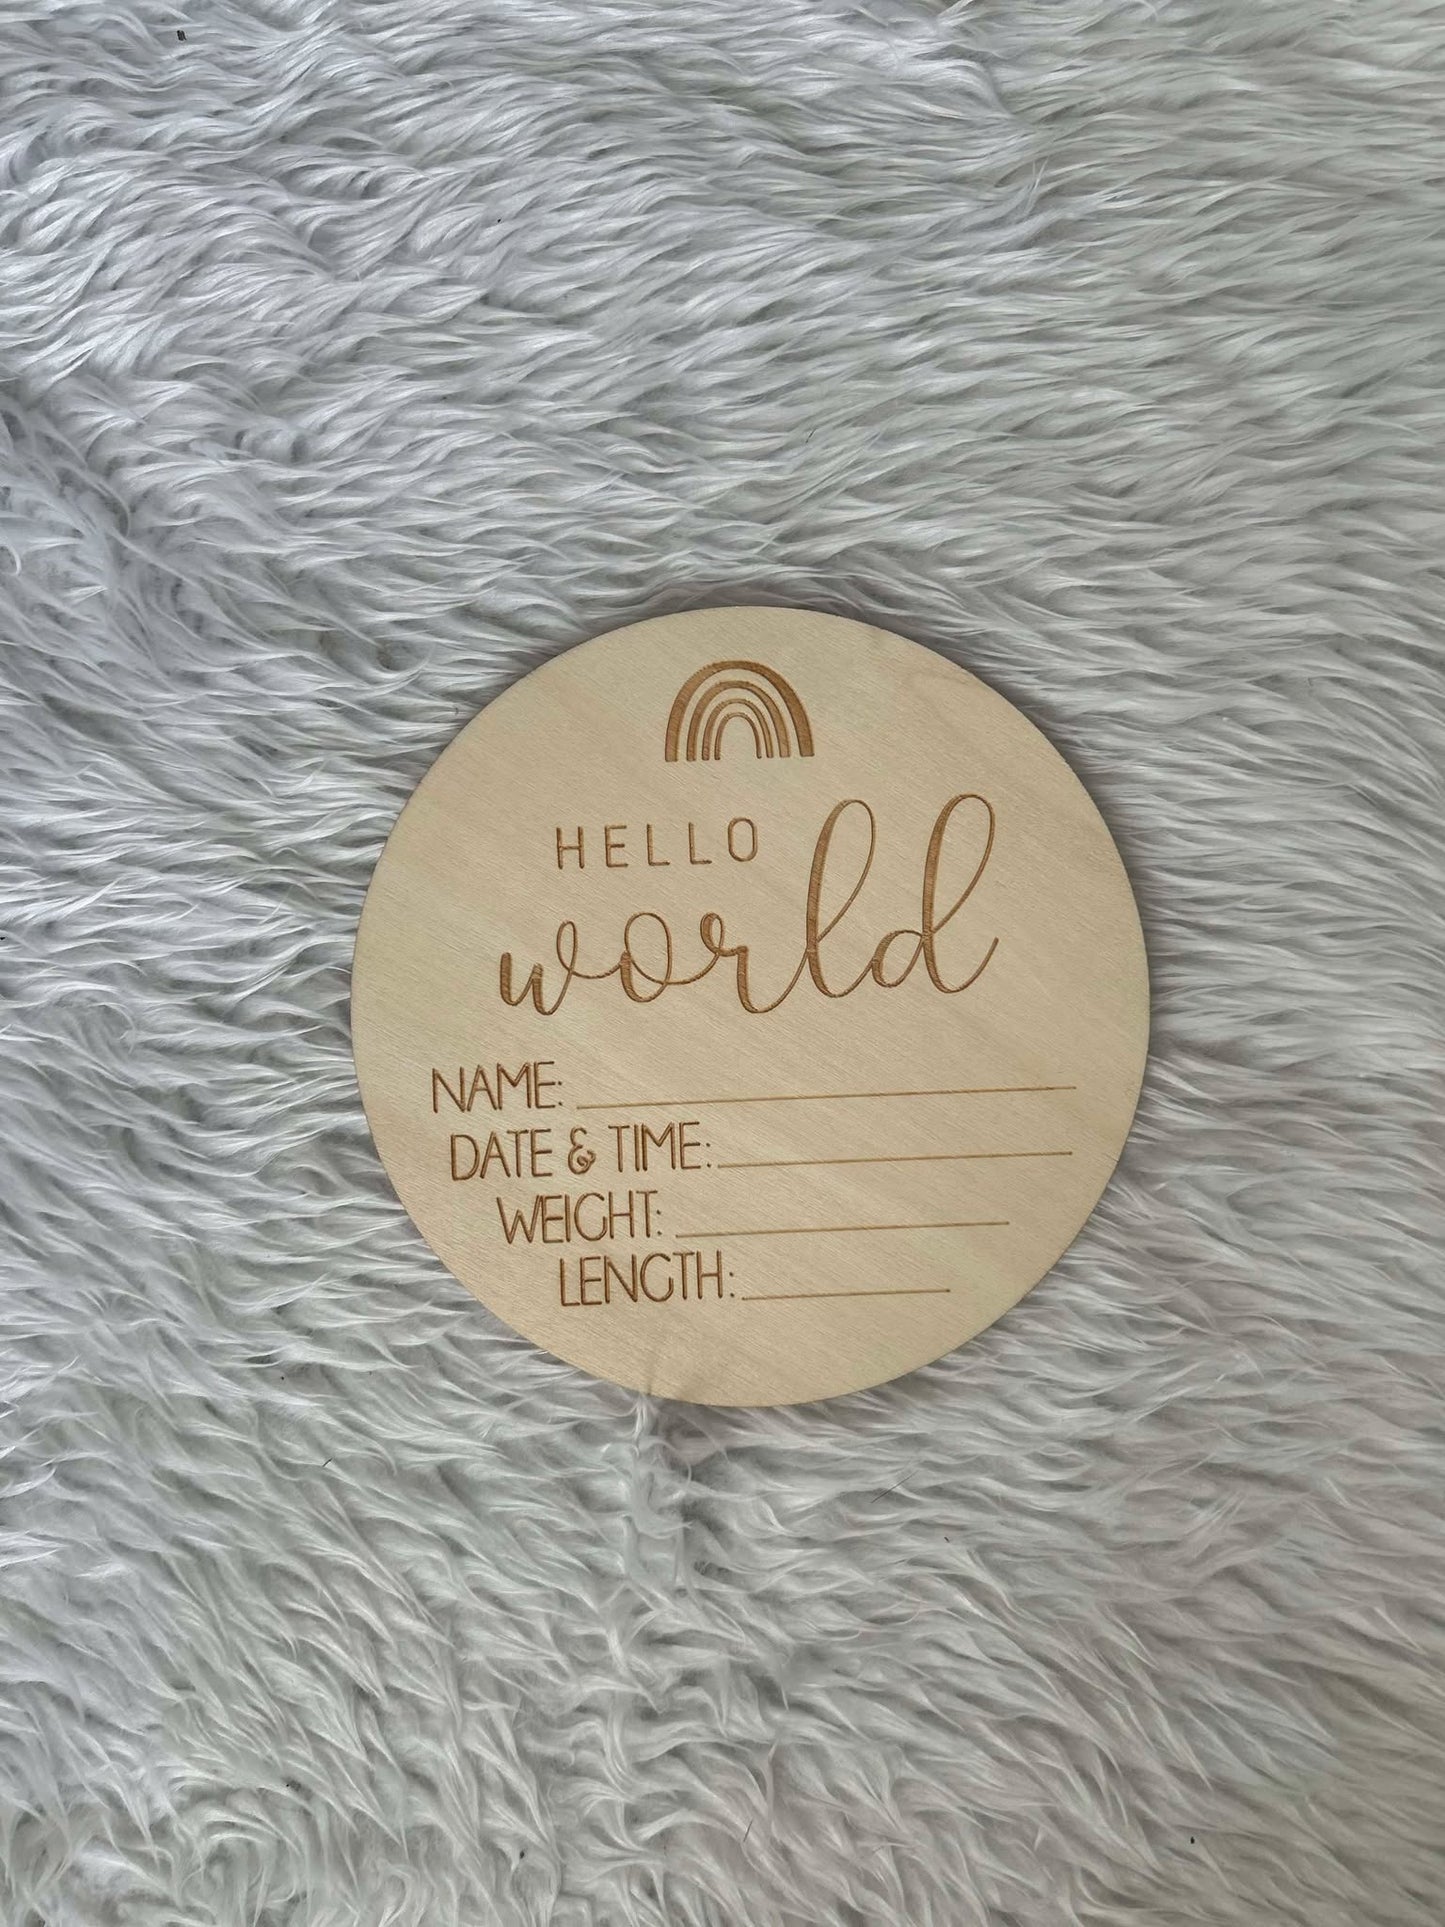 HELLO
world
NAME:
DATE & TIME:
WEIGHT:
LENGTH: